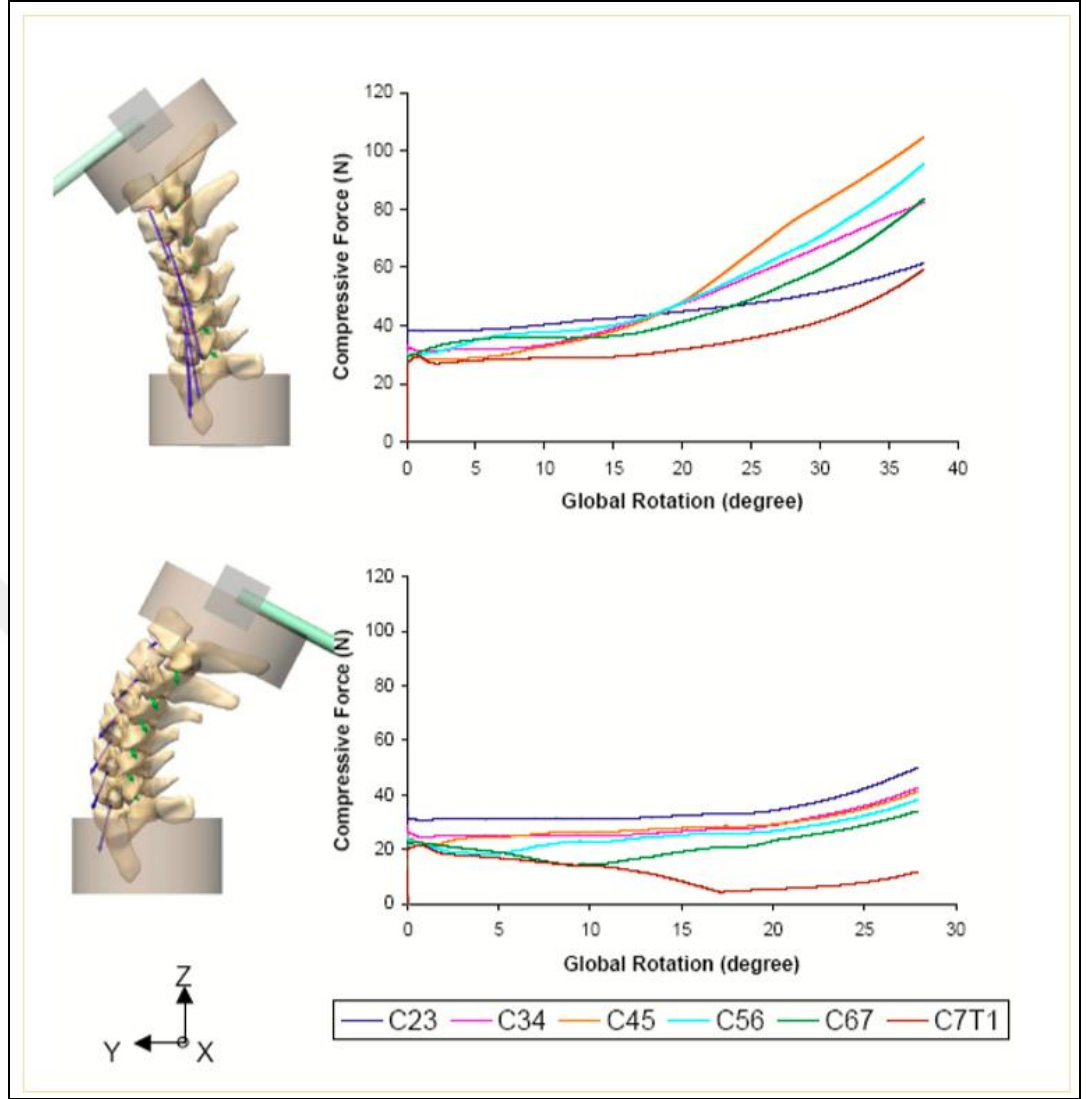 120
100
80
60
40
20
0
Compressive Force (N)
0 5 10 15 20 25 30 35 40
Global Rotation (degree)
120
100
80
60
40
20
0
Compressive Force (N)
0 5 10 15 20 25 30
Global Rotation (degree)
Z
Y X
C23 C34 C45 C56 C67 C7T1